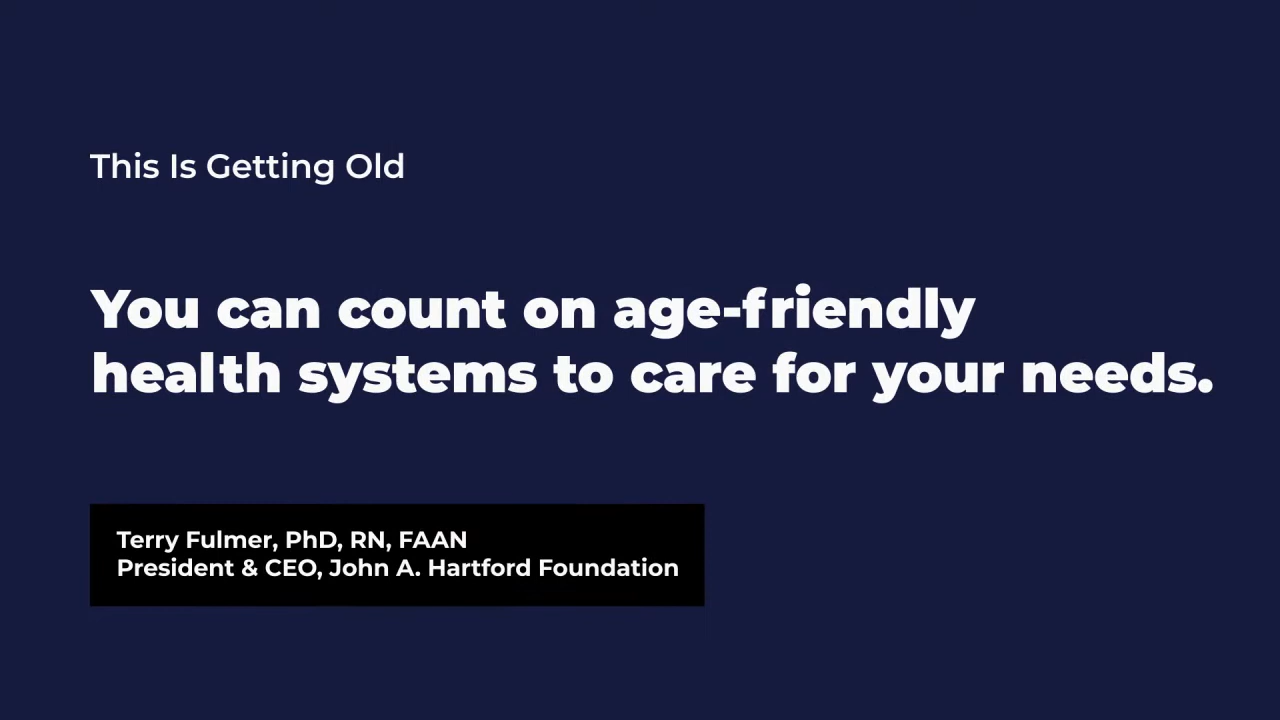 This Is Getting Old
You can count on age-friendly
health systems to care for your needs.
Terry Fulmer, PhD, RN, FAAN
President & CEO, John A. Hartford Foundation